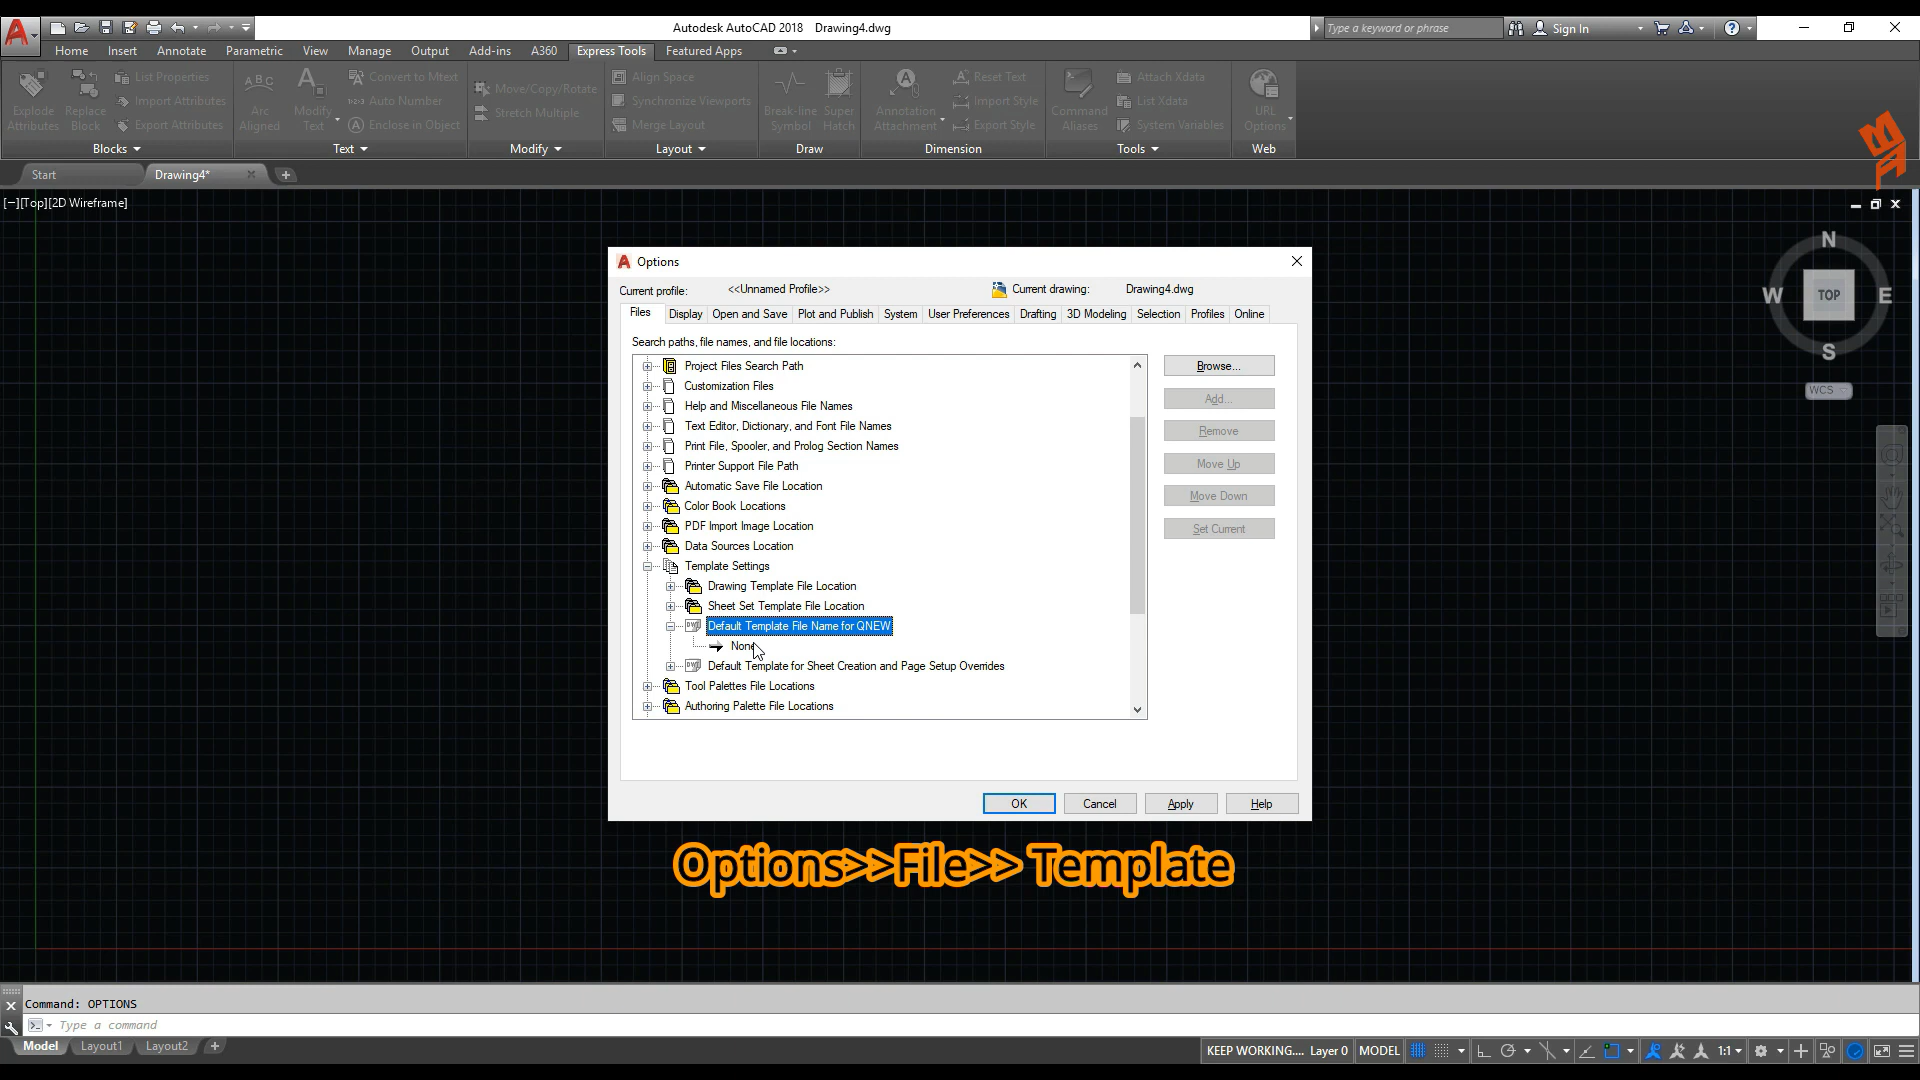 Autodesk AutoCAD 2018 Drawing4.dwg
Type a keyword or phrase
Sign In
Home Insert Annotate Parametric View Manage Output Add-ins A360 Express Tools Featured Apps
Explode Attributes
Replace Block
List Properties
Import Attributes
Export Attributes
Arc Aligned
Modify Text
Convert to Mtext
Auto Number
Enclose in Object
Move/Copy/Rotate
Stretch Multiple
Align Space
Synchronize Viewports
Merge Layout
Break-line Symbol
Super Hatch
Annotation Attachment
Reset Text
Import Style
Export Style
Command Aliases
Attach Xdata
List Xdata
System Variables
URL Options
Blocks Text Modify Layout Draw Dimension Tools Web
Start Drawing4*
[−][Top][2D Wireframe]
N
W TOP E
S
WCS
Options
Current profile: <<Unnamed Profile>> Current drawing: Drawing4.dwg
Files Display Open and Save Plot and Publish System User Preferences Drafting 3D Modeling Selection Profiles Online
Search paths, file names, and file locations:
Project Files Search Path
Customization Files
Help and Miscellaneous File Names
Text Editor, Dictionary, and Font File Names
Print File, Spooler, and Prolog Section Names
Printer Support File Path
Automatic Save File Location
Color Book Locations
PDF Import Image Location
Data Sources Location
Template Settings
Drawing Template File Location
Sheet Set Template File Location
Default Template File Name for QNEW
None
Default Template for Sheet Creation and Page Setup Overrides
Tool Palettes File Locations
Authoring Palette File Locations
Browse...
Add...
Remove
Move Up
Move Down
Set Current
OK Cancel Apply Help
Options>>File>> Template
Command: OPTIONS
Type a command
Model Layout1 Layout2
KEEP WORKING.... Layer 0 MODEL 1:1